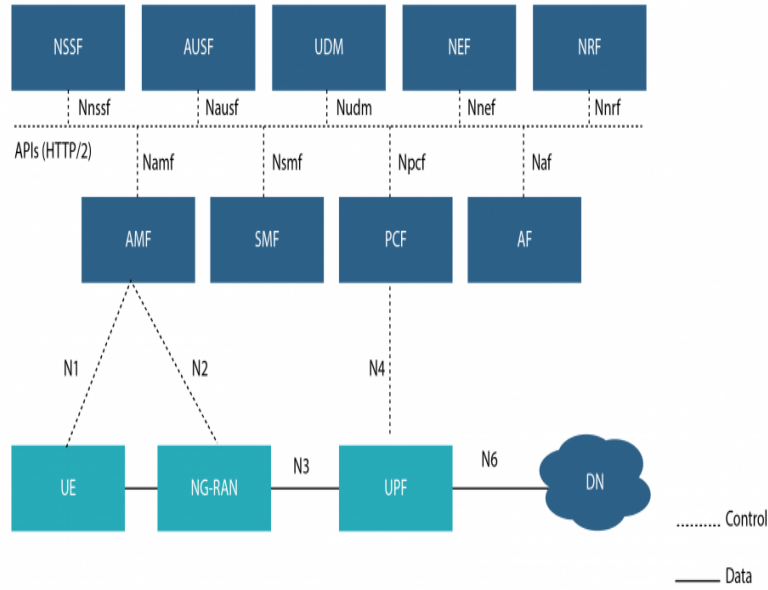 NSSF
AUSF
UDM
NEF
NRF
Nnssf
Nausf
Nudm
Nnef
Nnrf
APIs (HTTP/2)
Namf
Nsmf
Npcf
Naf
AMF
SMF
PCF
AF
N1
N2
N4
UE
NG-RAN
N3
UPF
N6
DN
Control
Data